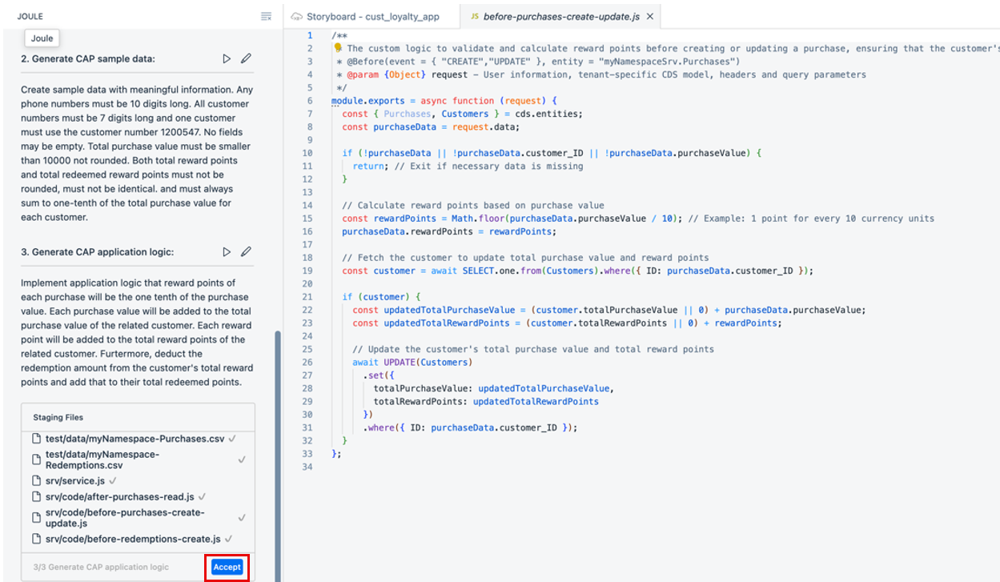 JOULE
Joule
2. Generate CAP sample data:
Create sample data with meaningful information. Any
phone numbers must be 10 digits long. All customer
numbers must be 7 digits long and one customer
must use the customer number 1200547. No fields
may be empty. Total purchase value must be smaller
than 10000 not rounded. Both total reward points
and total redeemed reward points must not be
rounded, must not be identical. and must always
sum to one-tenth of the total purchase value for
each customer.
3. Generate CAP application logic:
Implement application logic that reward points of
each purchase will be the one tenth of the purchase
value. Each purchase value will be added to the total
purchase value of the related customer. Each reward
point will be added to the total reward points of the
related customer. Furtermore, deduct the
redemption amount from the customer's total reward
points and add that to their total redeemed points.
Staging Files
test/data/myNamespace-Purchases.csv
test/data/myNamespace-
Redemptions.csv
srv/service.js
srv/code/after-purchases-read.js
srv/code/before-purchases-create-
update.js
srv/code/before-redemptions-create.js
3/3 Generate CAP application logic
Accept
Storyboard - cust_loyalty_app
JS before-purchases-create-update.js
1 /**
2 The custom logic to validate and calculate reward points before creating or updating a purchase, ensuring that the customer's
3 * @Before(event = { "CREATE","UPDATE" }, entity = "myNamespaceSrv.Purchases")
4 * @param {Object} request - User information, tenant-specific CDS model, headers and query parameters
5 */
6 module.exports = async function (request) {
7 const { Purchases, Customers } = cds.entities;
8 const purchaseData = request.data;
9
10 if (!purchaseData || !purchaseData.customer_ID || !purchaseData.purchaseValue) {
11 return; // Exit if necessary data is missing
12 }
13
14 // Calculate reward points based on purchase value
15 const rewardPoints = Math.floor(purchaseData.purchaseValue / 10); // Example: 1 point for every 10 currency units
16 purchaseData.rewardPoints = rewardPoints;
17
18 // Fetch the customer to update total purchase value and reward points
19 const customer = await SELECT.one.from(Customers).where({ ID: purchaseData.customer_ID });
20
21 if (customer) {
22 const updatedTotalPurchaseValue = (customer.totalPurchaseValue || 0) + purchaseData.purchaseValue;
23 const updatedTotalRewardPoints = (customer.totalRewardPoints || 0) + rewardPoints;
24
25 // Update the customer's total purchase value and total reward points
26 await UPDATE(Customers)
27 .set({
28 totalPurchaseValue: updatedTotalPurchaseValue,
29 totalRewardPoints: updatedTotalRewardPoints
30 })
31 .where({ ID: purchaseData.customer_ID });
32 }
33 };
34